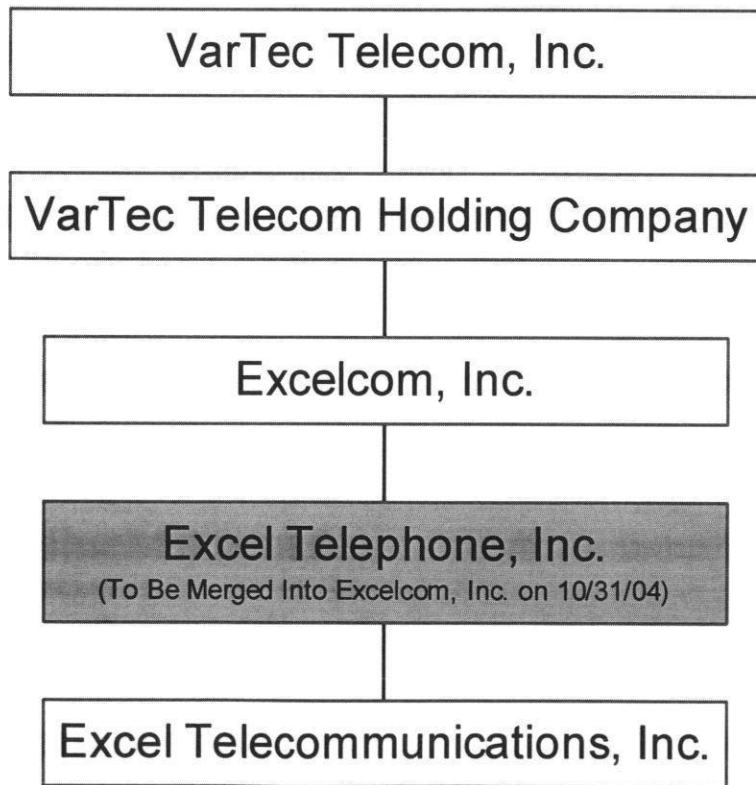 VarTec Telecom, Inc.
VarTec Telecom Holding Company
Excelcom, Inc.
Excel Telephone, Inc.
(To Be Merged Into Excelcom, Inc. on 10/31/04)
Excel Telecommunications, Inc.